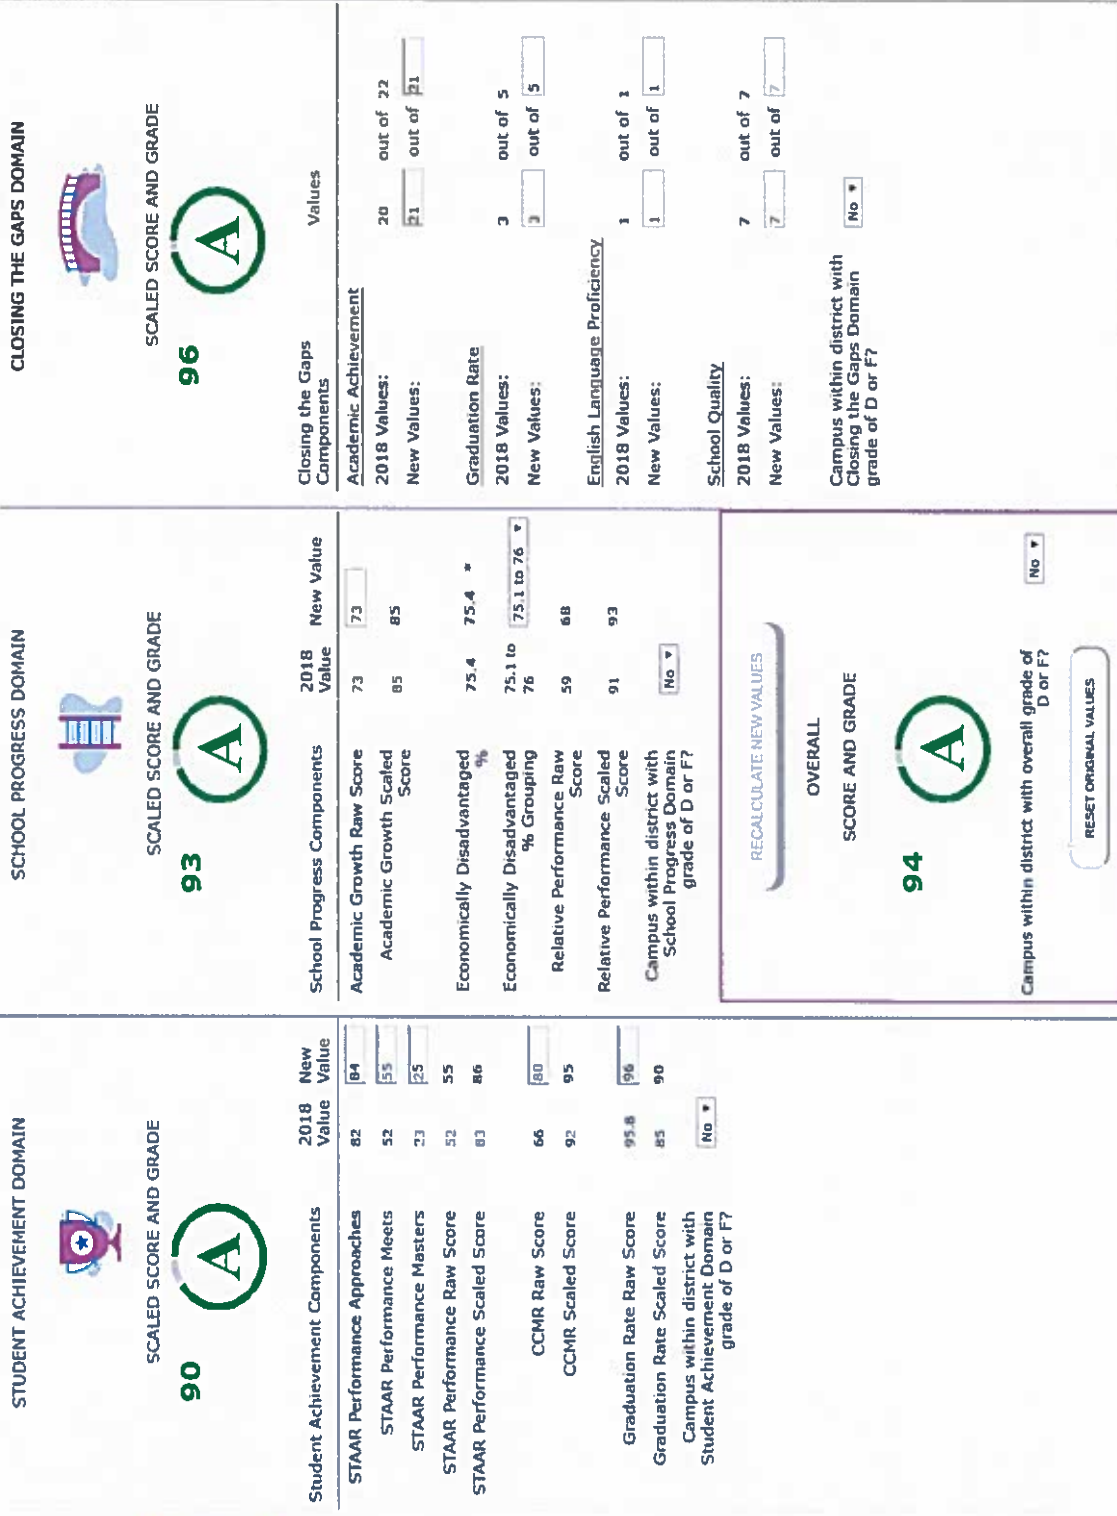 STUDENT ACHIEVEMENT DOMAIN
SCALED SCORE AND GRADE
90
A
Student Achievement Components 2018 Value New Value
STAAR Performance Approaches 82 84
STAAR Performance Meets 52 55
STAAR Performance Masters 23 25
STAAR Performance Raw Score 52 55
STAAR Performance Scaled Score 83 86
CCMR Raw Score 66 80
CCMR Scaled Score 92 95
Graduation Rate Raw Score 95.8 96
Graduation Rate Scaled Score 85 90
Campus within district with
Student Achievement Domain No
grade of D or F?
SCHOOL PROGRESS DOMAIN
SCALED SCORE AND GRADE
93
A
School Progress Components 2018 Value New Value
Academic Growth Raw Score 73 73
Academic Growth Scaled Score 85 85
Economically Disadvantaged % 75.4 75.4 *
Economically Disadvantaged % Grouping 75.1 to 76 75.1 to 76
Relative Performance Raw Score 59 68
Relative Performance Scaled Score 91 93
Campus within district with
School Progress Domain No
grade of D or F?
RECALCULATE NEW VALUES
OVERALL
SCORE AND GRADE
94
A
Campus within district with overall grade of
D or F? No
RESET ORIGINAL VALUES
CLOSING THE GAPS DOMAIN
SCALED SCORE AND GRADE
96
A
Closing the Gaps
Components Values
Academic Achievement
2018 Values: 20 out of 22
New Values: 21 out of 21
Graduation Rate
2018 Values: 3 out of 5
New Values: 3 out of 5
English Language Proficiency
2018 Values: 1 out of 1
New Values: 1 out of 1
School Quality
2018 Values: 7 out of 7
New Values: 7 out of 7
Campus within district with
Closing the Gaps Domain No
grade of D or F?